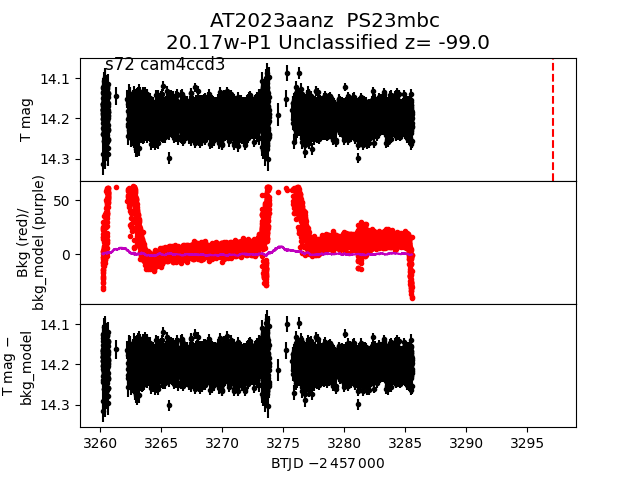 AT2023aanz  PS23mbc
20.17w-P1 Unclassified z= -99.0
s72 cam4ccd3
14.1
14.2
14.3
T mag
50
0
Bkg (red)/
bkg_model (purple)
14.1
14.2
14.3
T mag −
bkg_model
3260
3265
3270
3275
3280
3285
3290
3295
BTJD −2 457 000